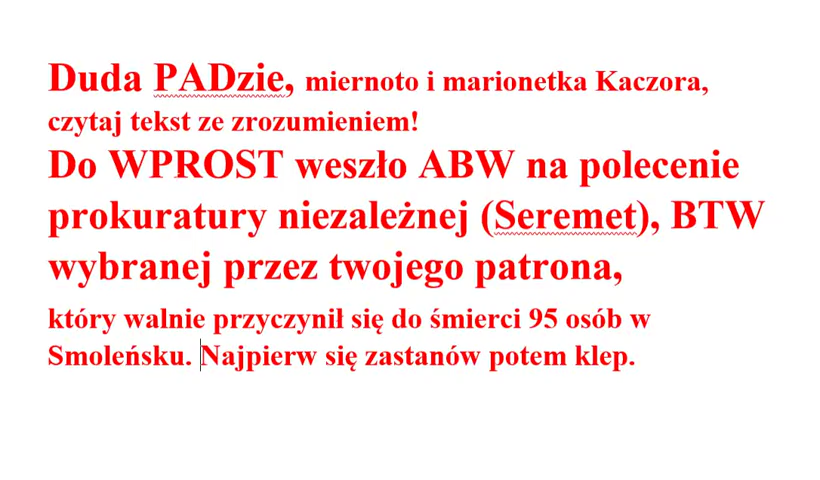 Duda PADzie, miernoto i marionetka Kaczora,
czytaj tekst ze zrozumieniem!
Do WPROST weszło ABW na polecenie
prokuratury niezależnej (Seremet), BTW
wybranej przez twojego patrona,
który walnie przyczynił się do śmierci 95 osób w
Smoleńsku. Najpierw się zastanów potem klep.